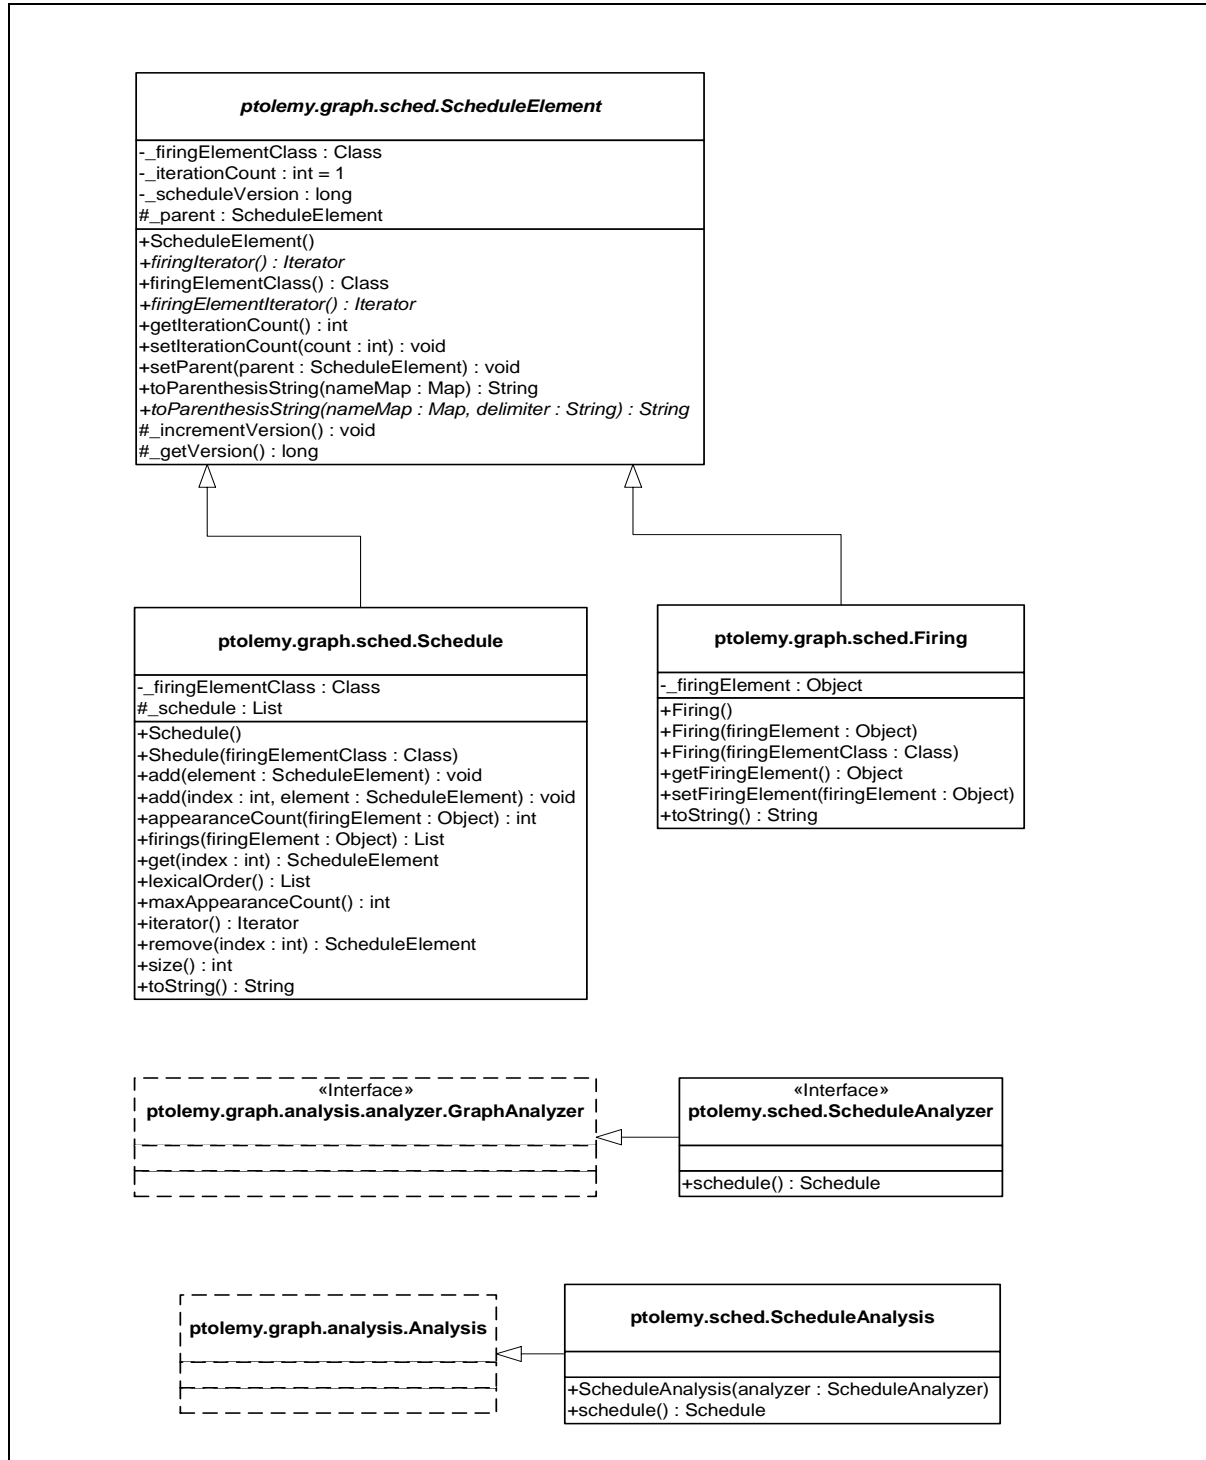 ptolemy.graph.sched.ScheduleElement
-_firingElementClass : Class
-_iterationCount : int = 1
-_scheduleVersion : long
#_parent : ScheduleElement
+ScheduleElement()
+firingIterator() : Iterator
+firingElementClass() : Class
+firingElementIterator() : Iterator
+getIterationCount() : int
+setIterationCount(count : int) : void
+setParent(parent : ScheduleElement) : void
+toParenthesisString(nameMap : Map) : String
+toParenthesisString(nameMap : Map, delimiter : String) : String
#_incrementVersion() : void
#_getVersion() : long
ptolemy.graph.sched.Schedule
-_firingElementClass : Class
#_schedule : List
+Schedule()
+Shedule(firingElementClass : Class)
+add(element : ScheduleElement) : void
+add(index : int, element : ScheduleElement) : void
+appearanceCount(firingElement : Object) : int
+firings(firingElement : Object) : List
+get(index : int) : ScheduleElement
+lexicalOrder() : List
+maxAppearanceCount() : int
+iterator() : Iterator
+remove(index : int) : ScheduleElement
+size() : int
+toString() : String
ptolemy.graph.sched.Firing
-_firingElement : Object
+Firing()
+Firing(firingElement : Object)
+Firing(firingElementClass : Class)
+getFiringElement() : Object
+setFiringElement(firingElement : Object)
+toString() : String
«Interface»
ptolemy.graph.analysis.analyzer.GraphAnalyzer
«Interface»
ptolemy.sched.ScheduleAnalyzer
+schedule() : Schedule
ptolemy.graph.analysis.Analysis
ptolemy.sched.ScheduleAnalysis
+ScheduleAnalysis(analyzer : ScheduleAnalyzer)
+schedule() : Schedule